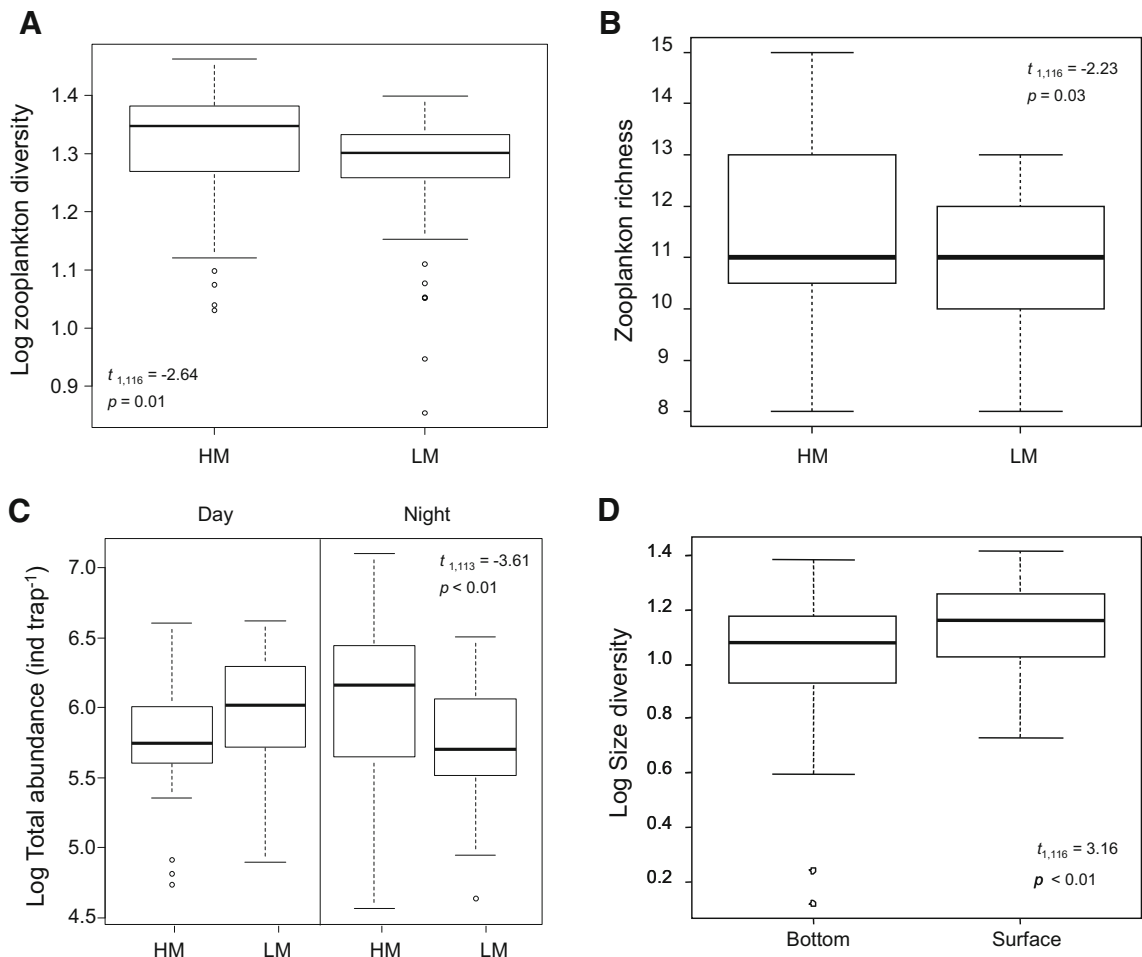 A
Log zooplankton diversity
1.4
1.3
1.2
1.1
1.0
0.9
t 1,116 = -2.64
p = 0.01
HM
LM
B
Zooplankon richness
15
14
13
12
11
10
9
8
t 1,116 = -2.23
p = 0.03
HM
LM
C
Day
Night
Log Total abundance (ind trap-1)
7.0
6.5
6.0
5.5
5.0
4.5
t 1,113 = -3.61
p < 0.01
HM
LM
HM
LM
D
Log Size diversity
1.4
1.2
1.0
0.8
0.6
0.4
0.2
t1,116 = 3.16
p < 0.01
Bottom
Surface